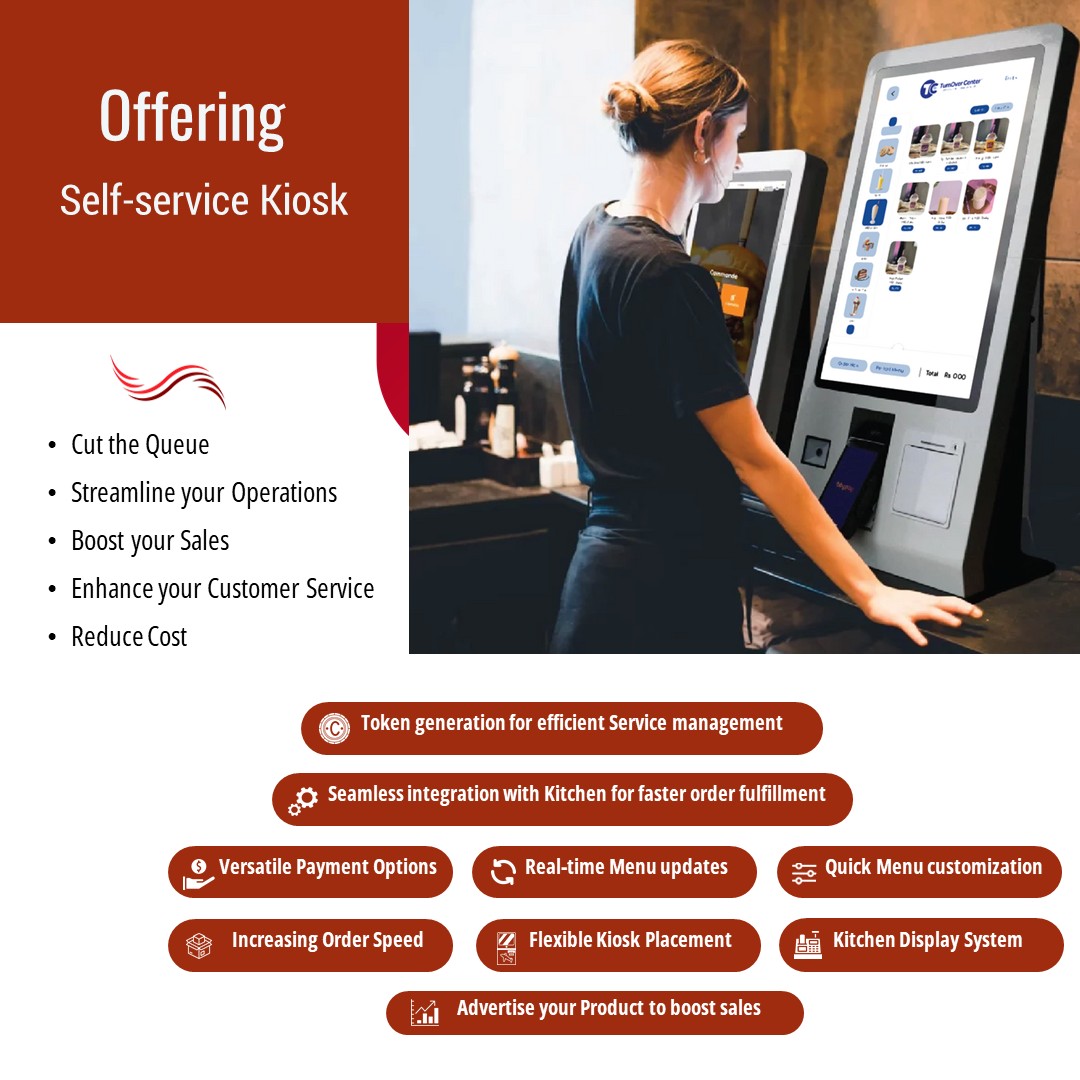 Offering
Self-service Kiosk
• Cut the Queue
• Streamline your Operations
• Boost your Sales
• Enhance your Customer Service
• Reduce Cost
TC TurnOver Center
Commande
Total Rs 000
Token generation for efficient Service management
Seamless integration with Kitchen for faster order fulfillment
Versatile Payment Options
Real-time Menu updates
Quick Menu customization
Increasing Order Speed
Flexible Kiosk Placement
Kitchen Display System
Advertise your Product to boost sales